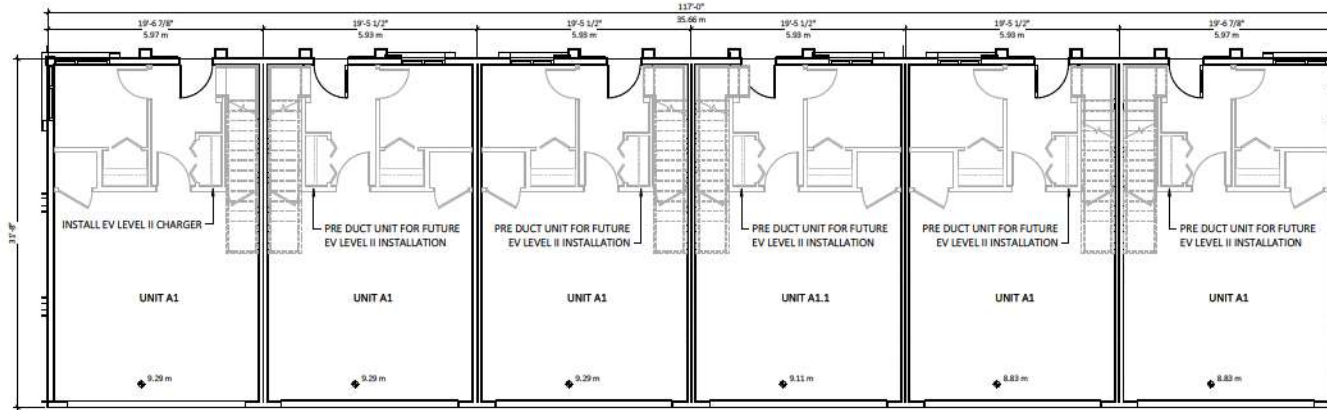 117'-0"
35.66 m
19'-6 7/8"
19'-5 1/2"
19'-5 1/2"
19'-5 1/2"
19'-5 1/2"
19'-6 7/8"
5.97 m
5.93 m
5.93 m
5.93 m
5.93 m
5.97 m
31'-8"
INSTALL EV LEVEL II CHARGER
PRE DUCT UNIT FOR FUTURE
EV LEVEL II INSTALLATION
PRE DUCT UNIT FOR FUTURE
EV LEVEL II INSTALLATION
PRE DUCT UNIT FOR FUTURE
EV LEVEL II INSTALLATION
PRE DUCT UNIT FOR FUTURE
EV LEVEL II INSTALLATION
PRE DUCT UNIT FOR FUTURE
EV LEVEL II INSTALLATION
UNIT A1
UNIT A1
UNIT A1
UNIT A1.1
UNIT A1
UNIT A1
9.29 m
9.29 m
9.29 m
9.11 m
8.83 m
8.83 m